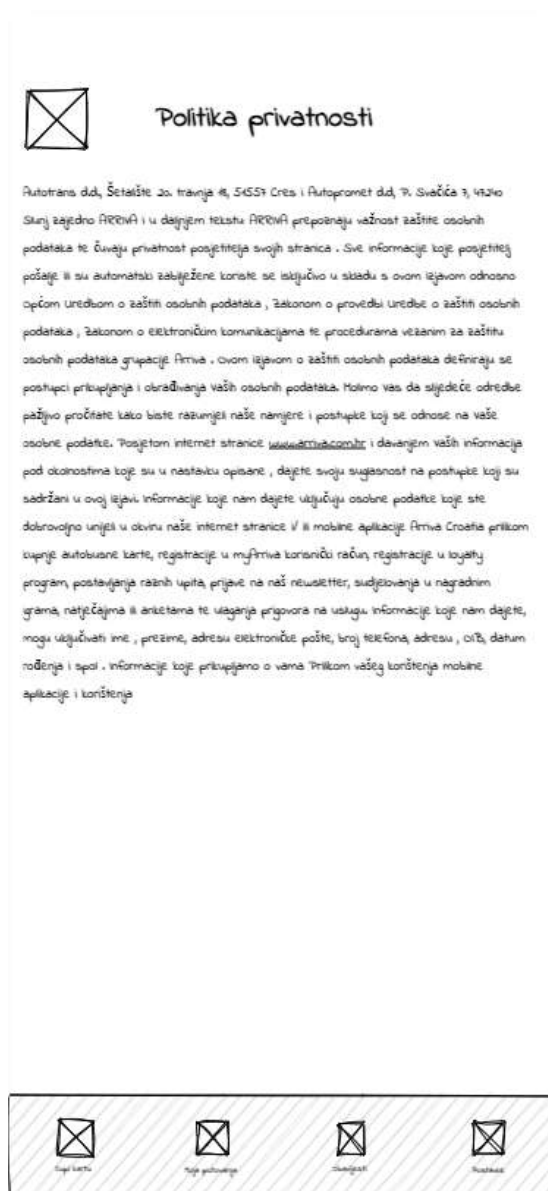 Politika privatnosti
Autotrans d.d., Šetalište 20. travnja 18, 51557 Cres i Autopromet d.d, P. Svačića 7, 47240
Slunj zajedno ARRIVA i u daljnjem tekstu ARRIVA prepoznaju važnost zaštite osobnih
podataka te čuvaju privatnost posjetitelja svojih stranica . Sve informacije koje posjetitelj
pošalje ili su automatski zabilježene koriste se isključivo u skladu s ovom izjavom odnosno
Općom Uredbom o zaštiti osobnih podataka , Zakonom o provedbi Uredbe o zaštiti osobnih
podataka , Zakonom o elektroničkim komunikacijama te procedurama vezanim za zaštitu
osobnih podataka grupacije Arriva . Ovom izjavom o zaštiti osobnih podataka definiraju se
postupci prikupljanja i obrađivanja Vaših osobnih podataka. Molimo Vas da slijedeće odredbe
pažljivo pročitate kako biste razumjeli naše namjere i postupke koji se odnose na Vaše
osobne podatke. Posjetom internet stranice www.arriva.com.hr i davanjem Vaših informacija
pod okolnostima koje su u nastavku opisane , dajete svoju suglasnost na postupke koji su
sadržani u ovoj izjavi. Informacije koje nam dajete uključuju osobne podatke koje ste
dobrovoljno unijeli u okviru naše internet stranice i/ ili mobilne aplikacije Arriva Croatia prilikom
kupnje autobusne karte, registracije u myArriva korisnički račun, registracije u loyalty
program, postavljanja raznih upita, prijave na naš newsletter, sudjelovanja u nagradnim
igrama, natječajima ili anketama te ulaganja prigovora na uslugu. Informacije koje nam dajete,
mogu uključivati ime , prezime, adresu elektroničke pošte, broj telefona, adresu , OIB, datum
rođenja i spol . Informacije koje prikupljamo o vama Prilikom vašeg korištenja mobilne
aplikacije i korištenja
Kupi kartu
Moja putovanja
Obavijesti
Postavke